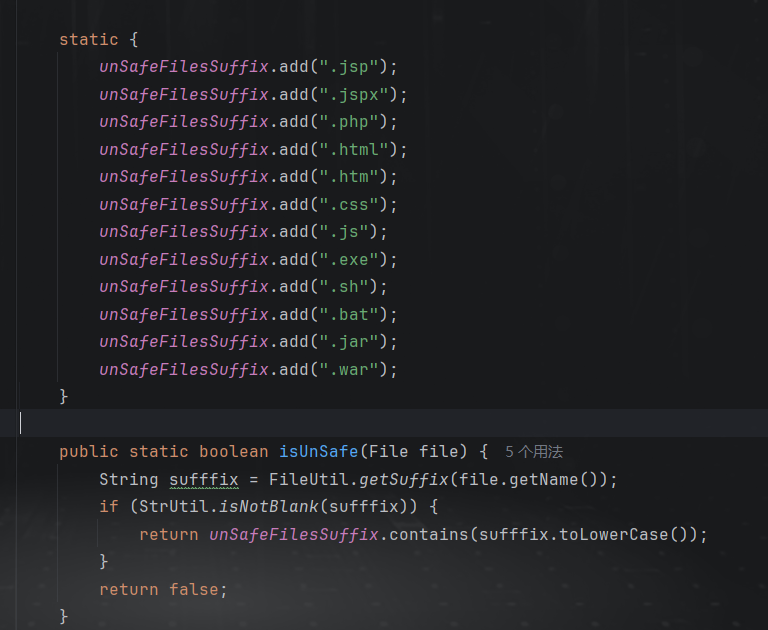 static {
unSafeFilesSuffix.add(".jsp");
unSafeFilesSuffix.add(".jspx");
unSafeFilesSuffix.add(".php");
unSafeFilesSuffix.add(".html");
unSafeFilesSuffix.add(".htm");
unSafeFilesSuffix.add(".css");
unSafeFilesSuffix.add(".js");
unSafeFilesSuffix.add(".exe");
unSafeFilesSuffix.add(".sh");
unSafeFilesSuffix.add(".bat");
unSafeFilesSuffix.add(".jar");
unSafeFilesSuffix.add(".war");
}
public static boolean isUnSafe(File file) { 5个用法
String sufffix = FileUtil.getSuffix(file.getName());
if (StrUtil.isNotBlank(sufffix)) {
return unSafeFilesSuffix.contains(sufffix.toLowerCase());
}
return false;
}